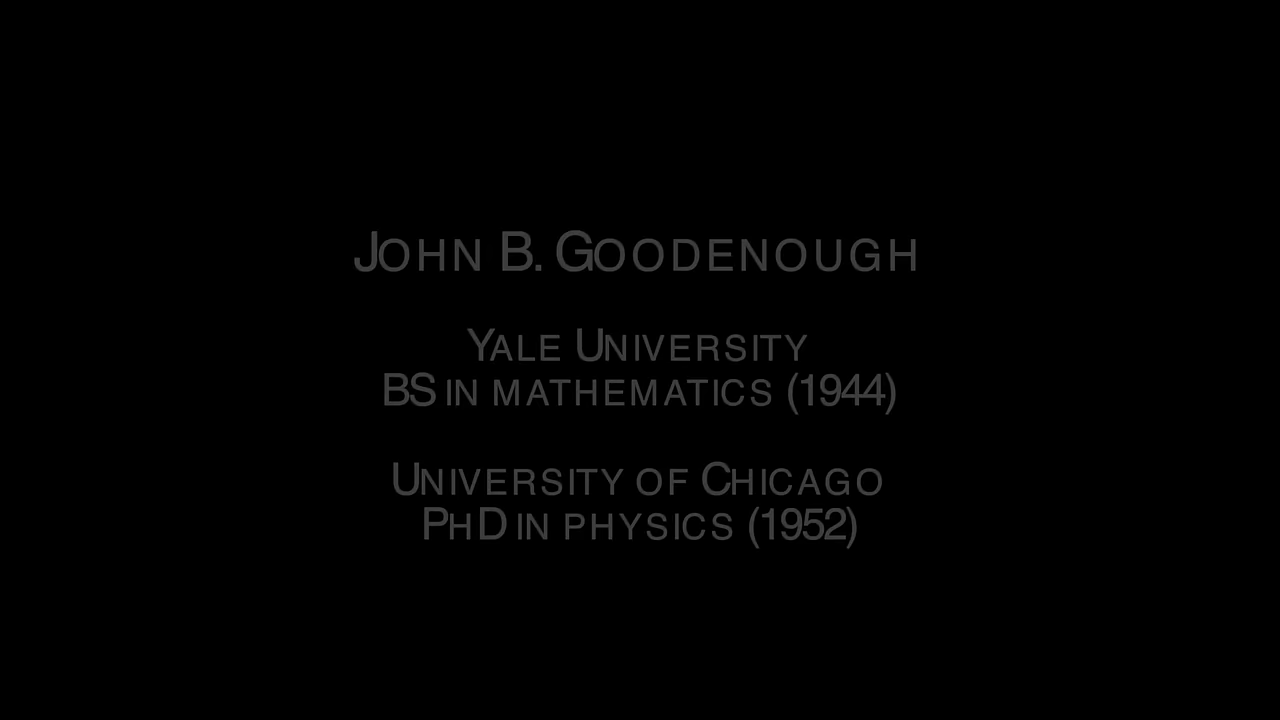 John B. Goodenough
Yale University
BS in mathematics (1944)
University of Chicago
PhD in physics (1952)